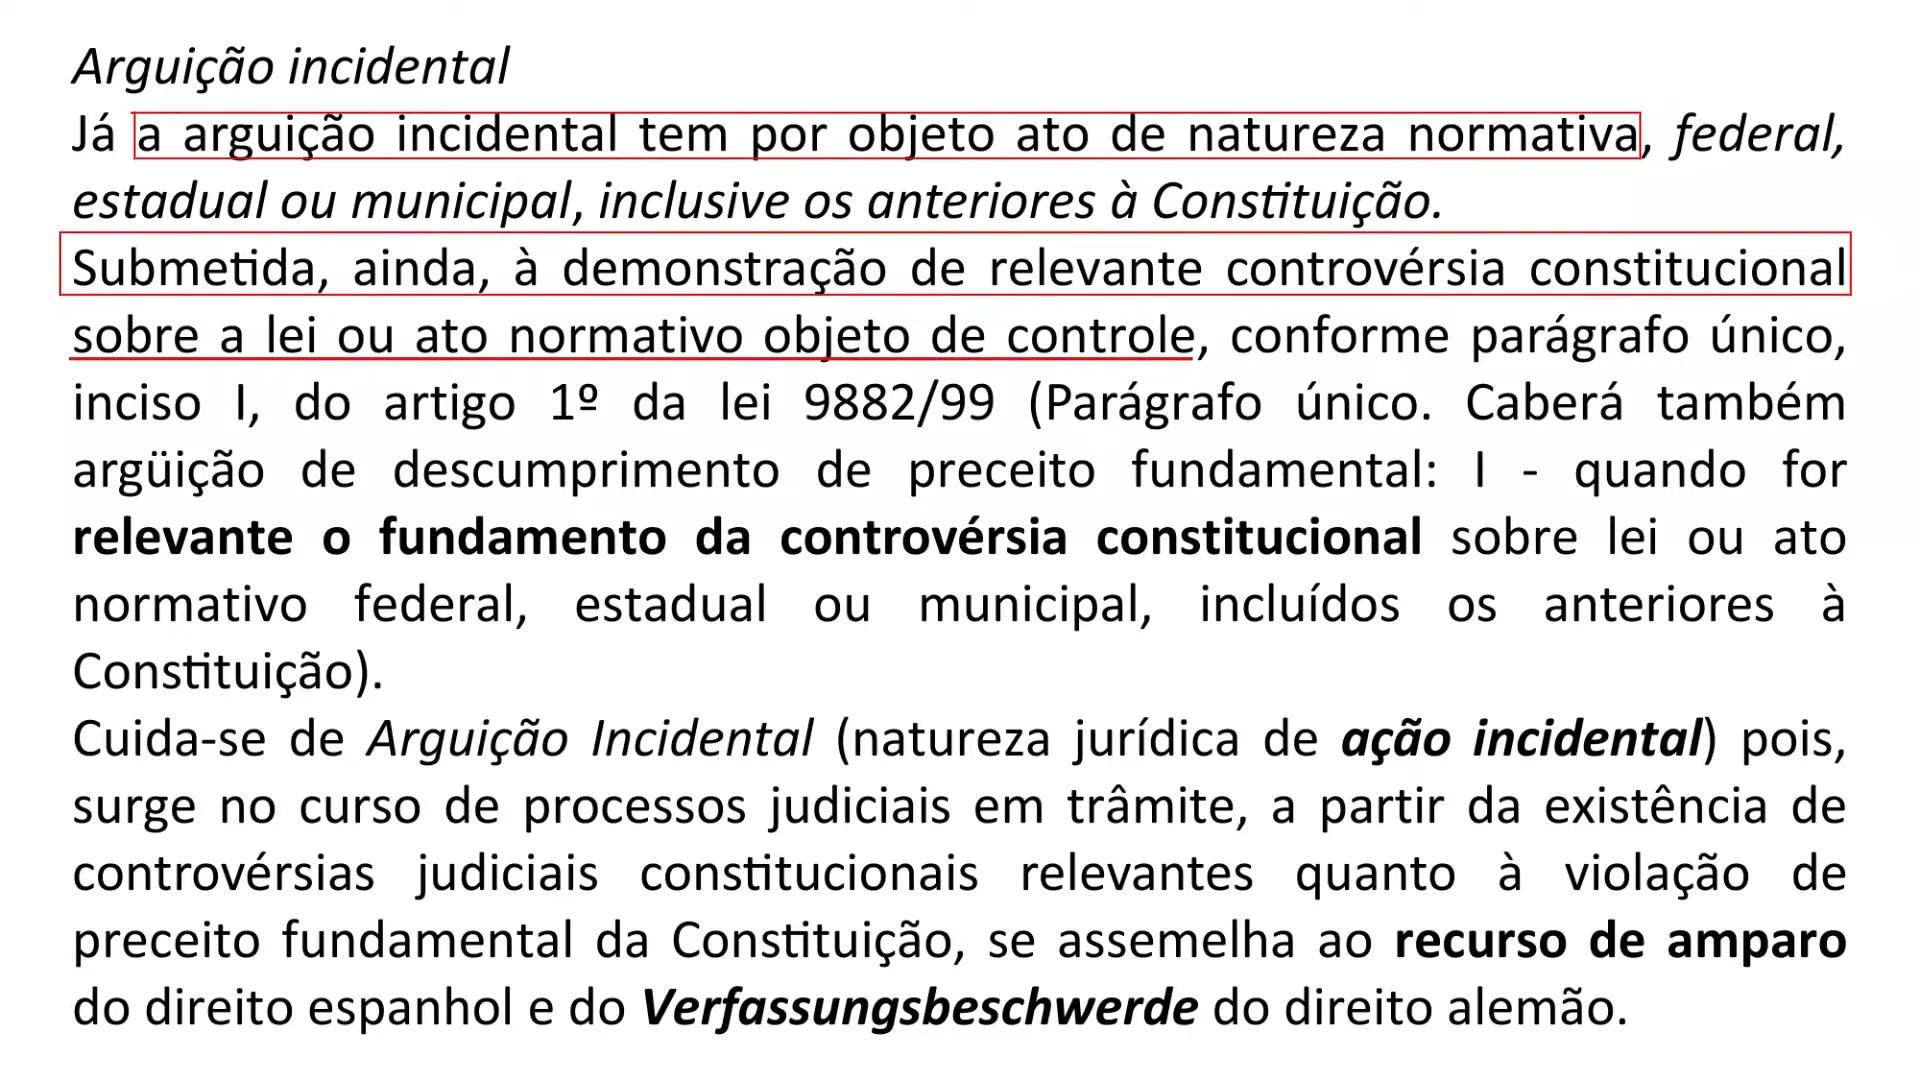 Arguição incidental
Já a arguição incidental tem por objeto ato de natureza normativa, federal,
estadual ou municipal, inclusive os anteriores à Constituição.
Submetida, ainda, à demonstração de relevante controvérsia constitucional
sobre a lei ou ato normativo objeto de controle, conforme parágrafo único,
inciso I, do artigo 1º da lei 9882/99 (Parágrafo único. Caberá também
argüição de descumprimento de preceito fundamental: I - quando for
relevante o fundamento da controvérsia constitucional sobre lei ou ato
normativo federal, estadual ou municipal, incluídos os anteriores à
Constituição).
Cuida-se de Arguição Incidental (natureza jurídica de ação incidental) pois,
surge no curso de processos judiciais em trâmite, a partir da existência de
controvérsias judiciais constitucionais relevantes quanto à violação de
preceito fundamental da Constituição, se assemelha ao recurso de amparo
do direito espanhol e do Verfassungsbeschwerde do direito alemão.